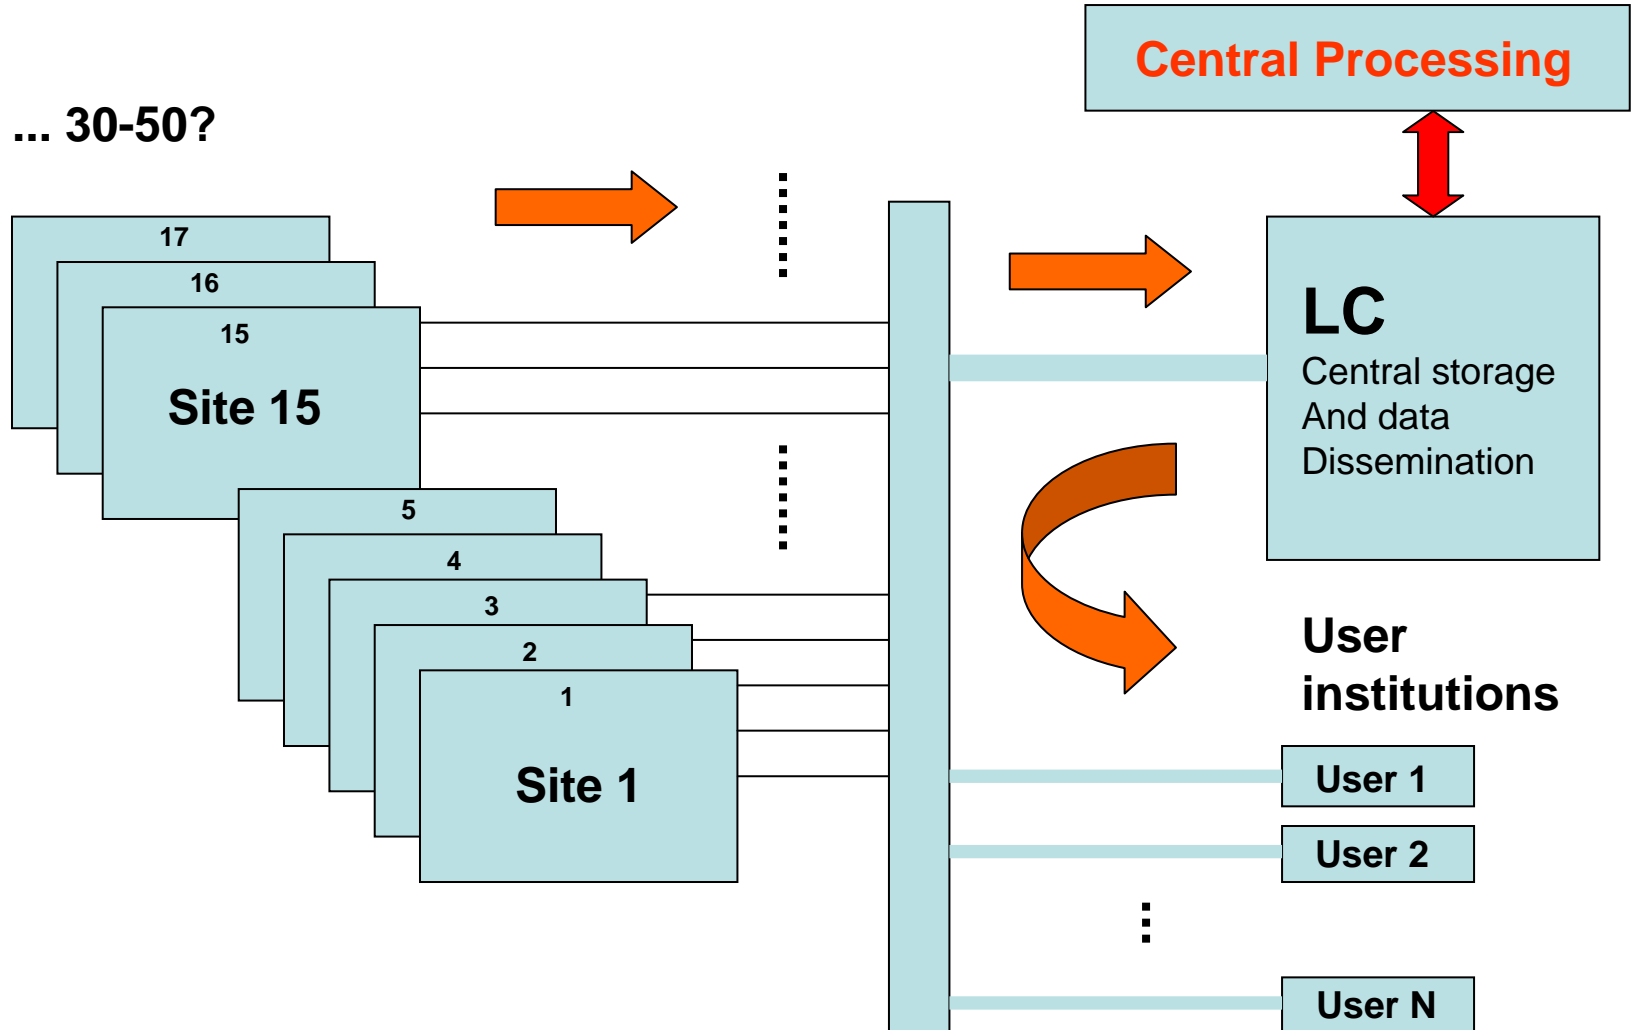 Central Processing
... 30-50?
17
16
15
Site 15
LC
Central storage
And data
Dissemination
5
4
3
2
1
Site 1
User
institutions
User 1
User 2
User N